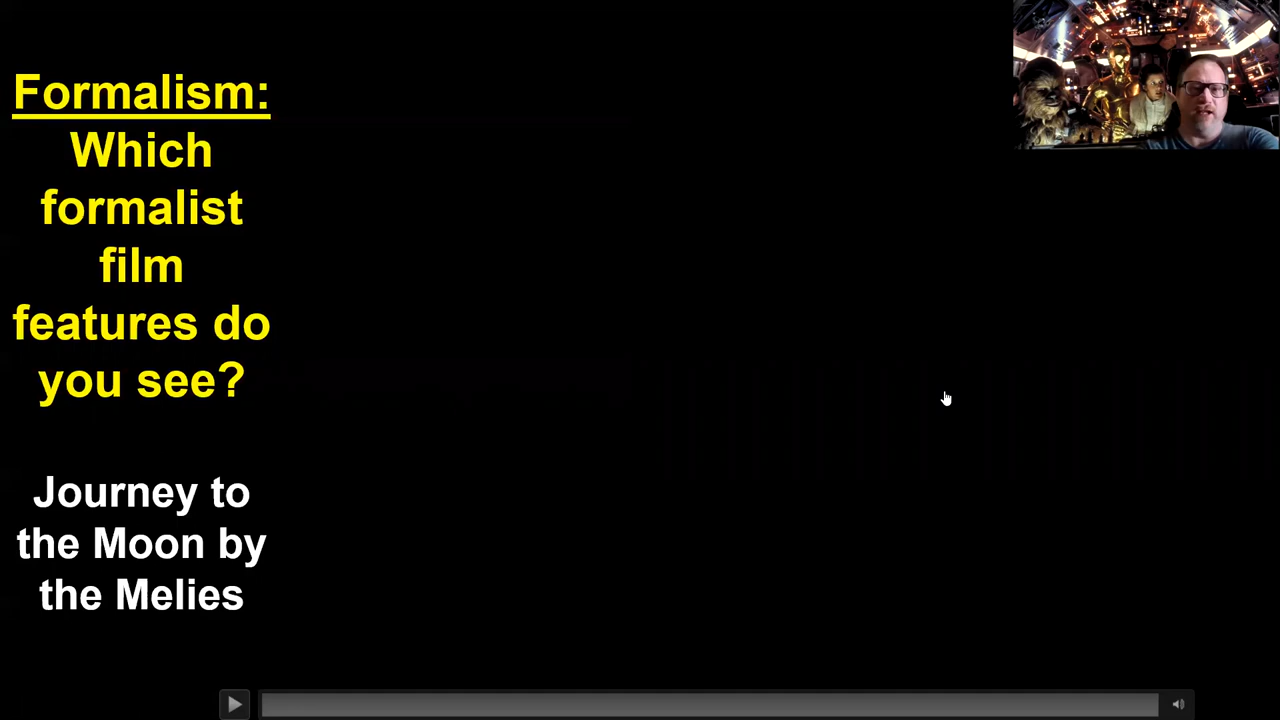 Formalism:
Which
formalist
film
features do
you see?
Journey to
the Moon by
the Melies